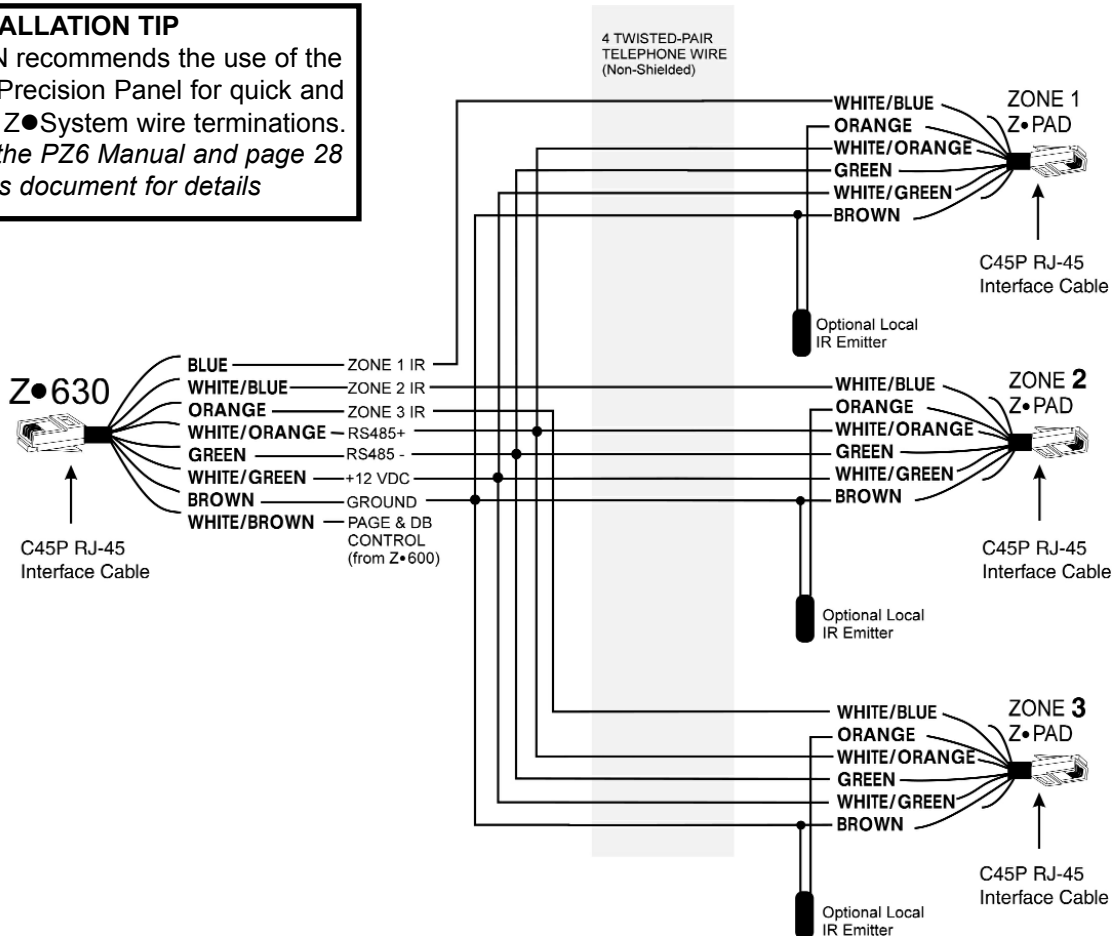 ALLATION TIP
N recommends the use of the
Precision Panel for quick and
Z●System wire terminations.
the PZ6 Manual and page 28
s document for details
4 TWISTED-PAIR
TELEPHONE WIRE
(Non-Shielded)
WHITE/BLUE
ORANGE
WHITE/ORANGE
GREEN
WHITE/GREEN
BROWN
ZONE 1
Z•PAD
C45P RJ-45
Interface Cable
Optional Local
IR Emitter
Z●630
C45P RJ-45
Interface Cable
BLUE ZONE 1 IR
WHITE/BLUE ZONE 2 IR
ORANGE ZONE 3 IR
WHITE/ORANGE RS485+
GREEN RS485 -
WHITE/GREEN +12 VDC
BROWN GROUND
WHITE/BROWN PAGE & DB
CONTROL
(from Z•600)
WHITE/BLUE
ORANGE
WHITE/ORANGE
GREEN
WHITE/GREEN
BROWN
ZONE 2
Z•PAD
C45P RJ-45
Interface Cable
Optional Local
IR Emitter
WHITE/BLUE
ORANGE
WHITE/ORANGE
GREEN
WHITE/GREEN
BROWN
ZONE 3
Z•PAD
C45P RJ-45
Interface Cable
Optional Local
IR Emitter